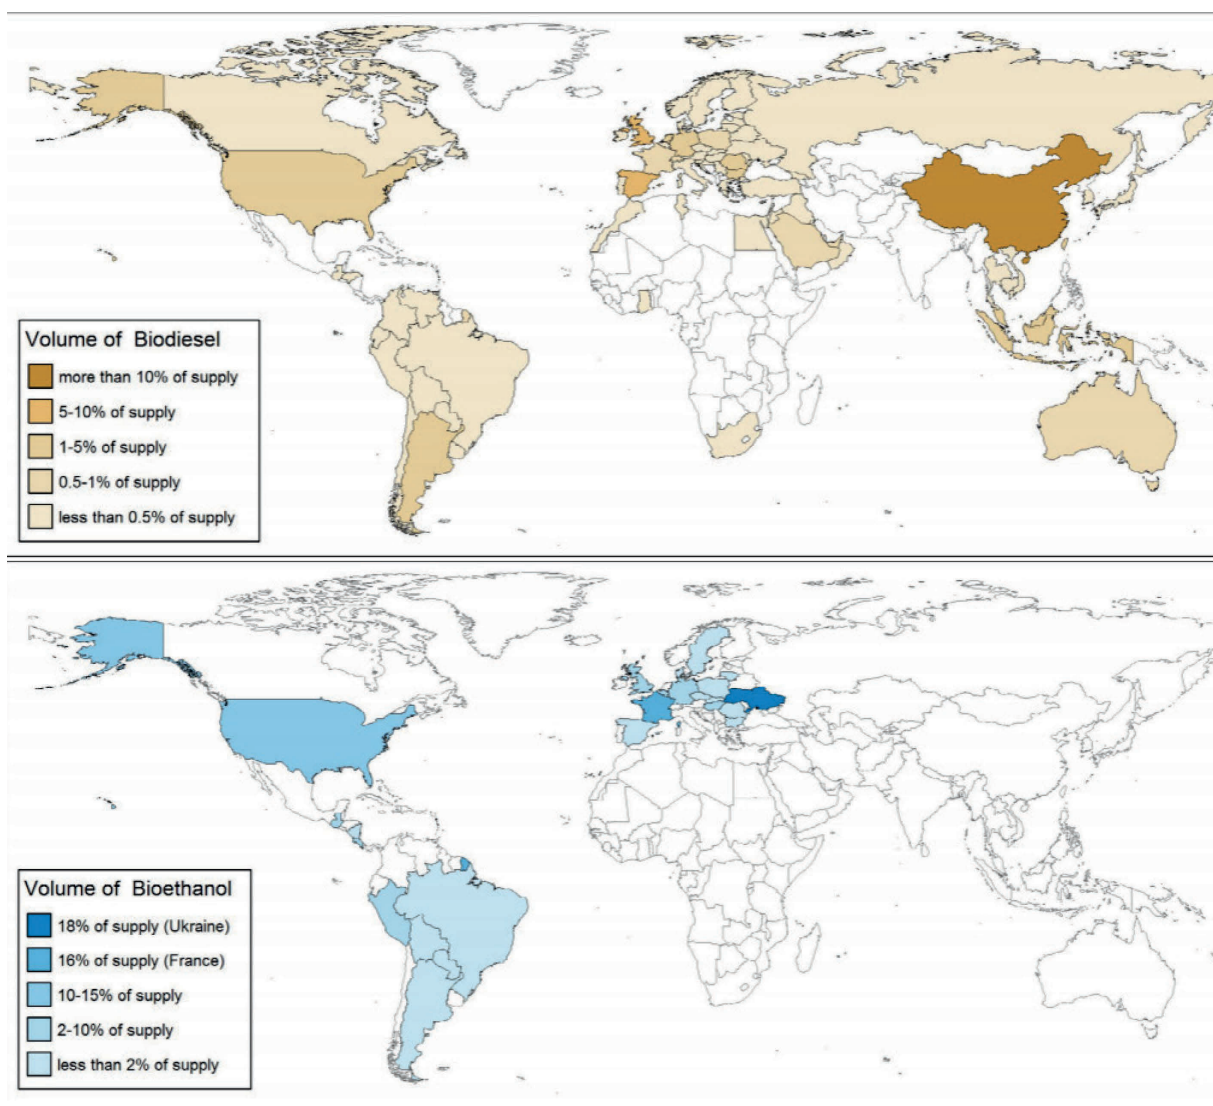 Volume of Biodiesel
more than 10% of supply
5-10% of supply
1-5% of supply
0.5-1% of supply
less than 0.5% of supply
Volume of Bioethanol
18% of supply (Ukraine)
16% of supply (France)
10-15% of supply
2-10% of supply
less than 2% of supply